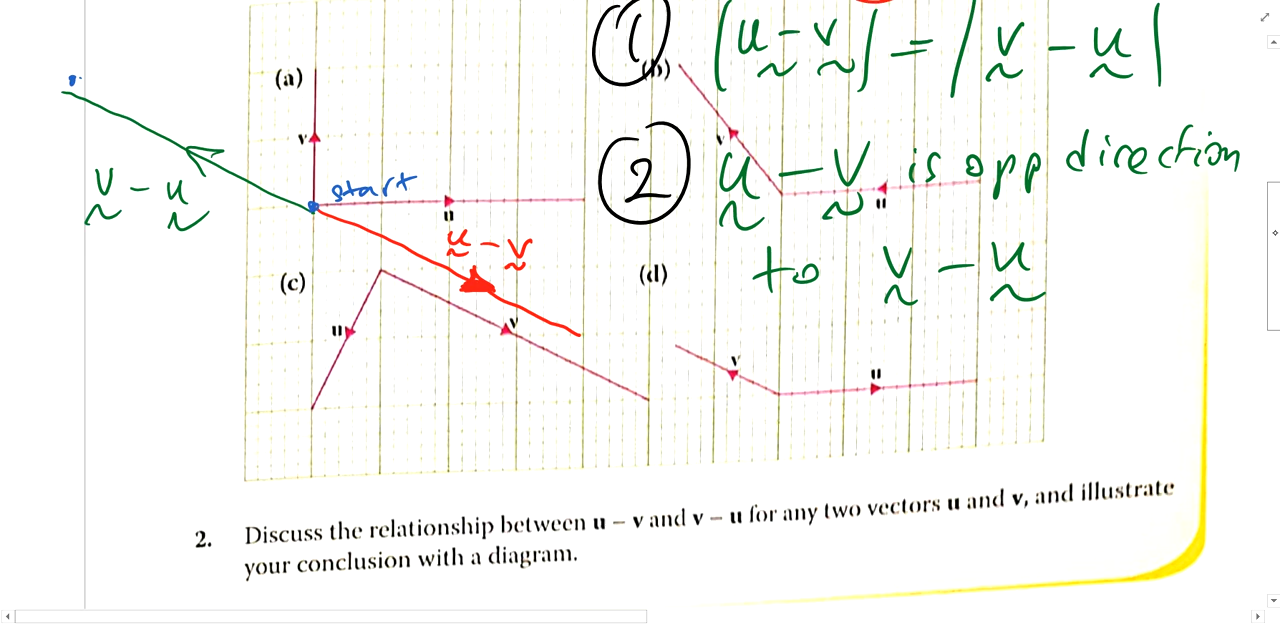 ① |u - v| = |v - u|
(a)
(b)
v
v
start
② u - v is opp direction
v - u
u
u
u - v
to v - u
(c)
(d)
u
v
v
u
2. Discuss the relationship between u – v and v – u for any two vectors u and v, and illustrate
your conclusion with a diagram.